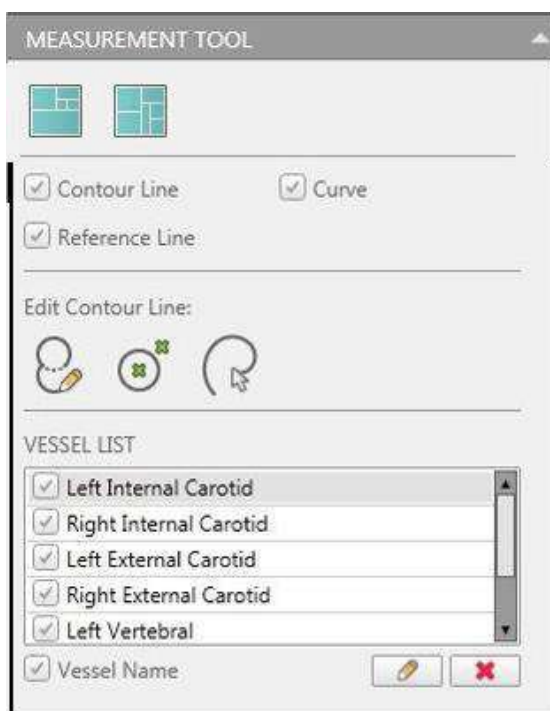 MEASUREMENT TOOL
Contour Line Curve
Reference Line
Edit Contour Line:
VESSEL LIST
Left Internal Carotid
Right Internal Carotid
Left External Carotid
Right External Carotid
Left Vertebral
Vessel Name